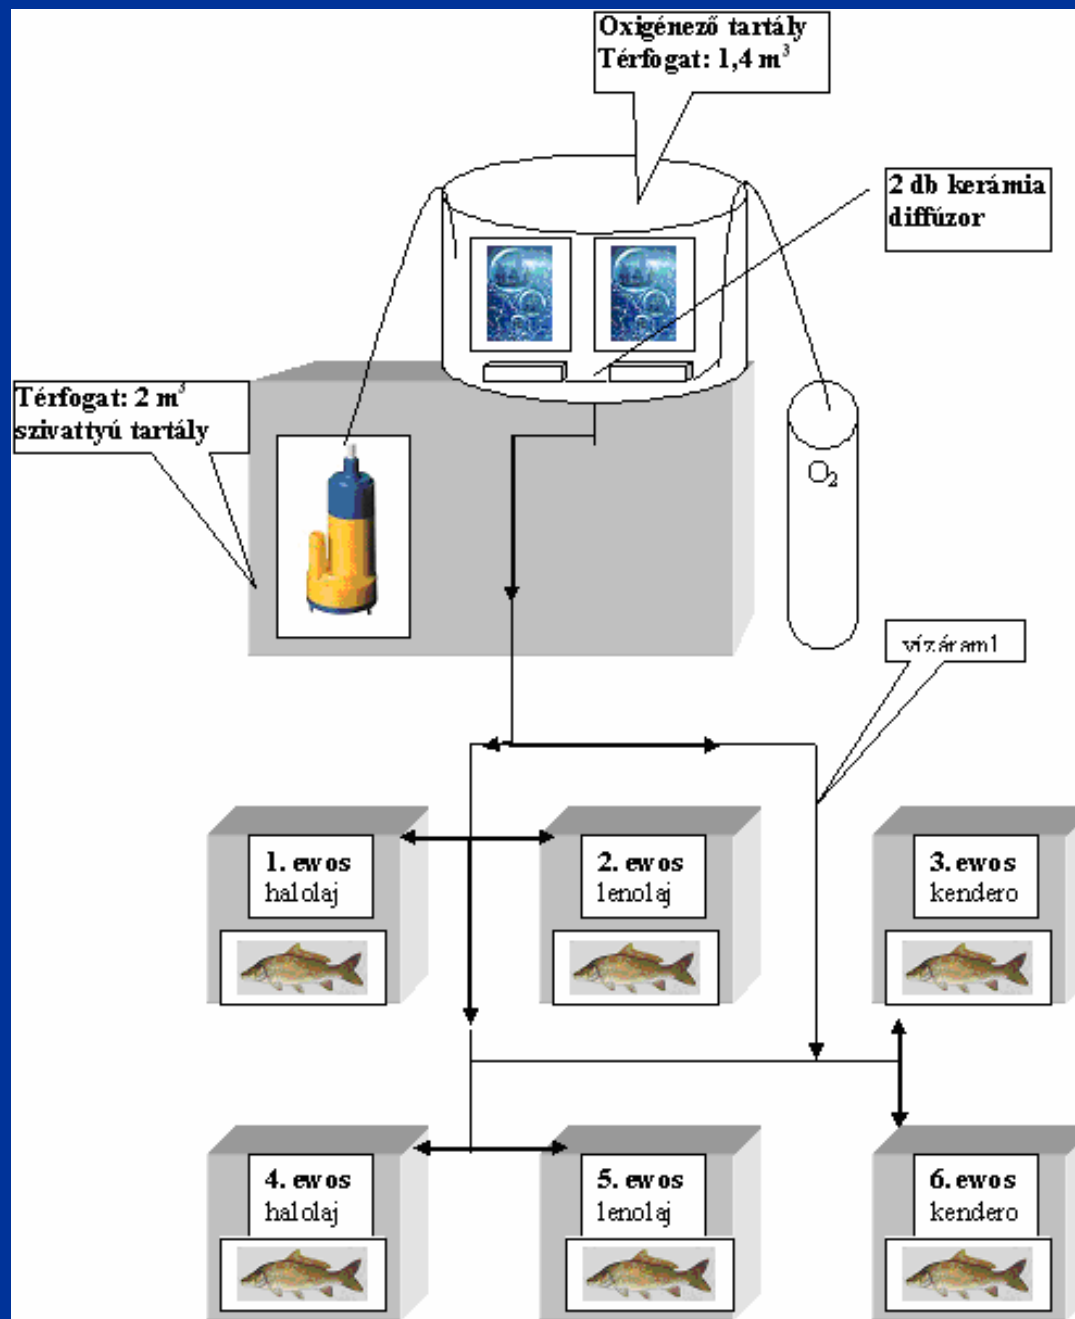 Oxigénező tartály
Térfogat: 1,4 m³
2 db kerámia
diffúzor
Térfogat: 2 m³
szivattyú tartály
O₂
vízáraml
1. ewos
halolaj
2. ewos
lenolaj
3. ewos
kendero
4. ewos
halolaj
5. ewos
lenolaj
6. ewos
kendero